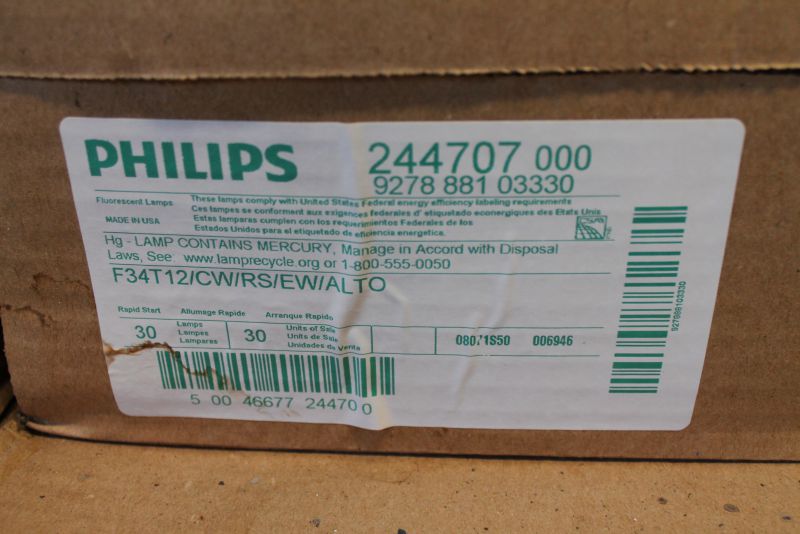 PHILIPS
244707 000
9278 881 03330
Fluorescent Lamps
MADE IN USA
These lamps comply with United States Federal energy efficiency labeling requirements
Ces lampes se conforment aux exigences federales d' etiquetado econergiques des Etats Unis
Estas lamparas cumplen con los requerimientos Federales de los
Estados Unidos para el etiquetado de eficiencia energetica.
Hg - LAMP CONTAINS MERCURY, Manage in Accord with Disposal
Laws, See: www.lamprecycle.org or 1-800-555-0050
F34T12/CW/RS/EW/ALTO
Rapid Start Allumage Rapide Arranque Rapido
30 Lamps
Lampes
Lamparas
30 Units of Sale
Units de Sale
Unidades de Venta
006946
5 00 46677 24470 0
927888103330